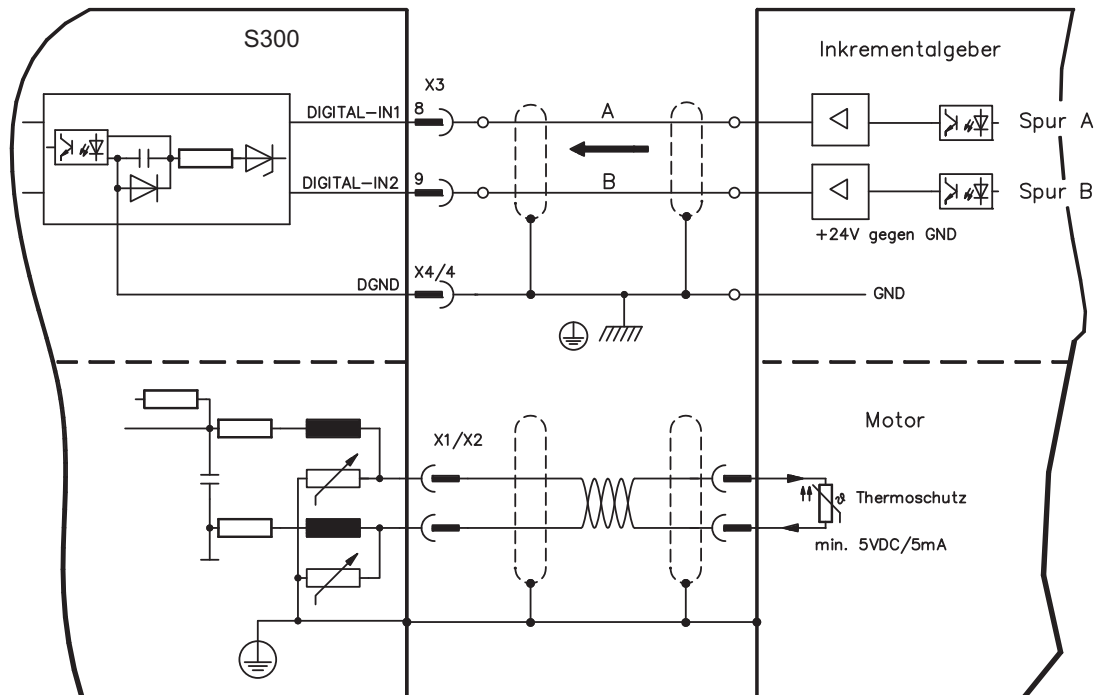 S300
Inkrementalgeber
X3
DIGITAL-IN1
8
A
Spur A
DIGITAL-IN2
9
B
Spur B
+24V gegen GND
DGND
X4/4
GND
Motor
X1/X2
ϑ Thermoschutz
min. 5VDC/5mA